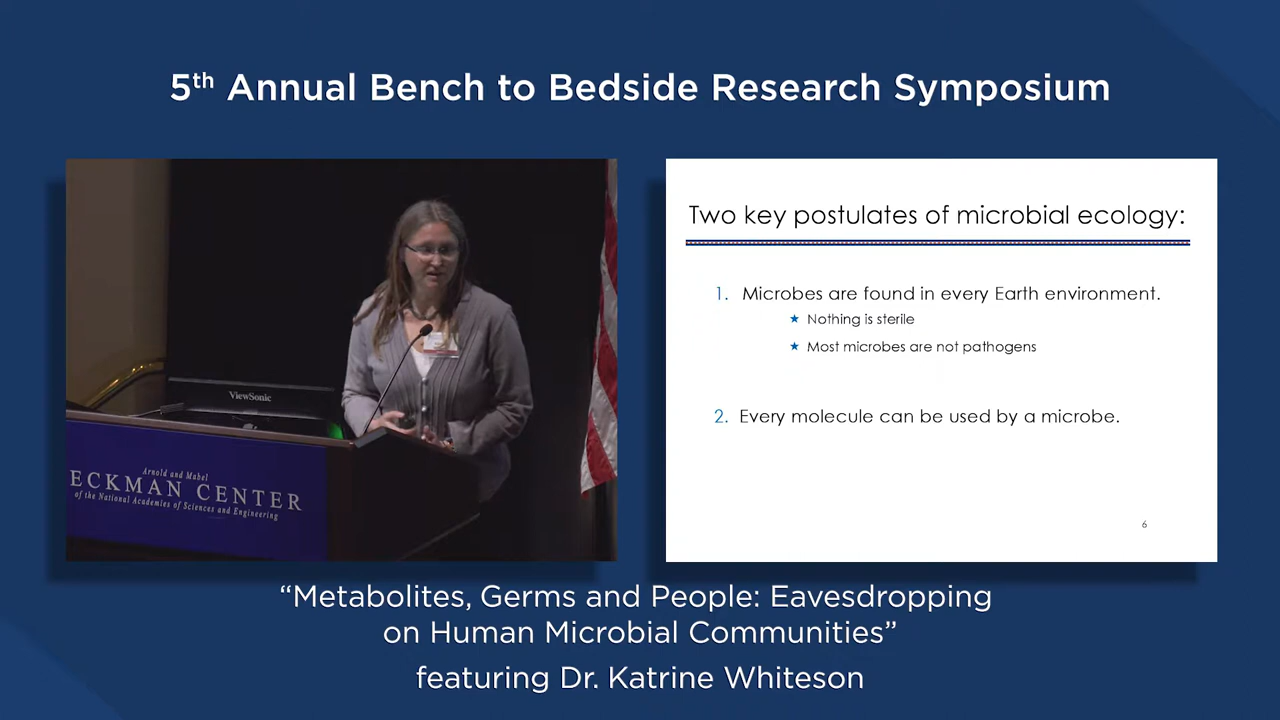 5th Annual Bench to Bedside Research Symposium
ViewSonic
Arnold and Mabel
ECKMAN CENTER
of the National Academies of Sciences and Engineering
Two key postulates of microbial ecology:
1. Microbes are found in every Earth environment.
★ Nothing is sterile
★ Most microbes are not pathogens
2. Every molecule can be used by a microbe.
6
“Metabolites, Germs and People: Eavesdropping
on Human Microbial Communities”
featuring Dr. Katrine Whiteson